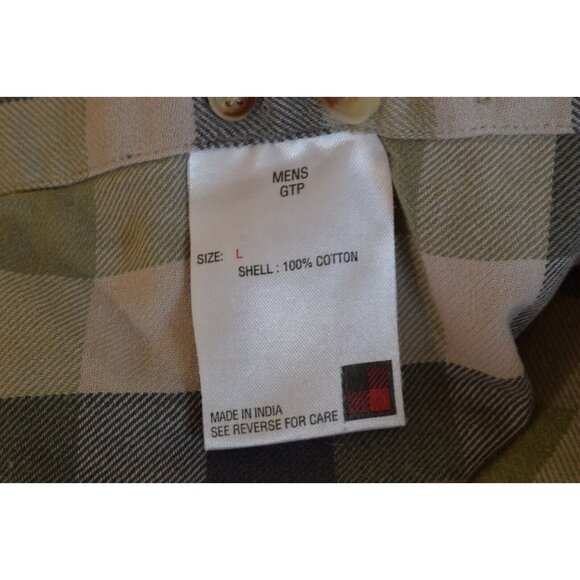 MENS
GTP
SIZE: L
SHELL : 100% COTTON
MADE IN INDIA
SEE REVERSE FOR CARE